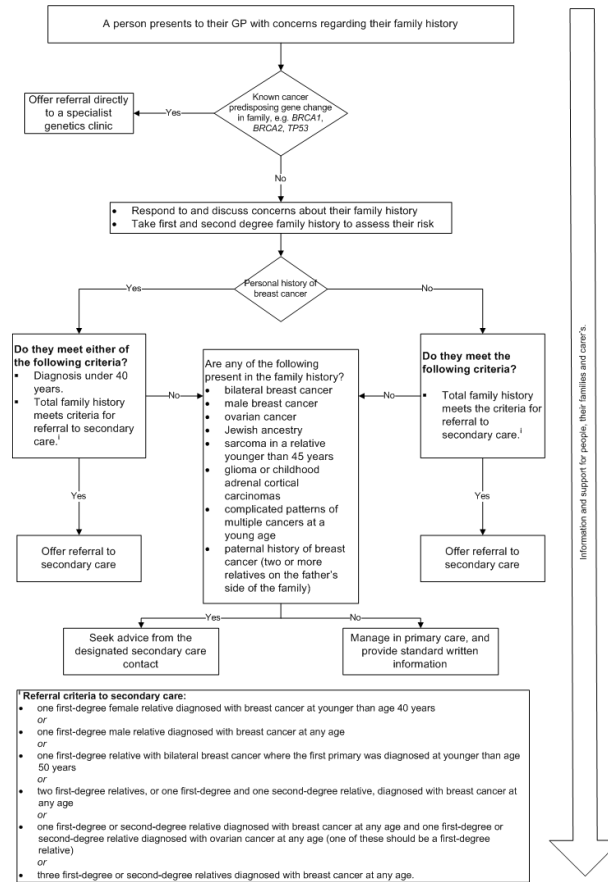 A person presents to their GP with concerns regarding their family history
Offer referral directly
to a specialist
genetics clinic
Yes
Known cancer
predisposing gene change
in family, e.g. BRCA1,
BRCA2, TP53
No
• Respond to and discuss concerns about their family history
• Take first and second degree family history to assess their risk
Yes
Personal history of
breast cancer
No
Do they meet either of
the following criteria?
▪ Diagnosis under 40
years.
▪ Total family history
meets criteria for
referral to secondary
care.i
No
Are any of the following
present in the family history?
• bilateral breast cancer
• male breast cancer
• ovarian cancer
• Jewish ancestry
• sarcoma in a relative
younger than 45 years
• glioma or childhood
adrenal cortical
carcinomas
• complicated patterns of
multiple cancers at a
young age
• paternal history of breast
cancer (two or more
relatives on the father's
side of the family)
No
Do they meet the
following criteria?
▪ Total family history
meets the criteria for
referral to
secondary care.i
Yes
Yes
Offer referral to
secondary care
Offer referral to
secondary care
Yes
No
Seek advice from the
designated secondary care
contact
Manage in primary care, and
provide standard written
information
i Referral criteria to secondary care:
• one first-degree female relative diagnosed with breast cancer at younger than age 40 years
or
• one first-degree male relative diagnosed with breast cancer at any age
or
• one first-degree relative with bilateral breast cancer where the first primary was diagnosed at younger than age
50 years
or
• two first-degree relatives, or one first-degree and one second-degree relative, diagnosed with breast cancer at
any age
or
• one first-degree or second-degree relative diagnosed with breast cancer at any age and one first-degree or
second-degree relative diagnosed with ovarian cancer at any age (one of these should be a first-degree
relative)
or
• three first-degree or second-degree relatives diagnosed with breast cancer at any age.
Information and support for people, their families and carer's.